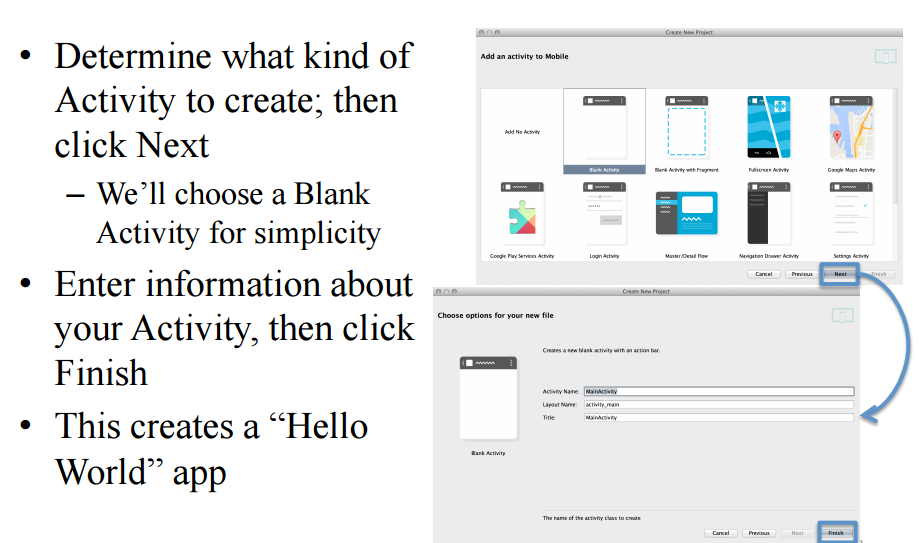 • Determine what kind of
Activity to create; then
click Next
– We’ll choose a Blank
Activity for simplicity
• Enter information about
your Activity, then click
Finish
• This creates a “Hello
World” app
Create New Project
Add an activity to Mobile
Add No Activity
Blank Activity
Blank Activity with Fragment
Fullscreen Activity
Google Maps Activity
Google Play Services Activity
Login Activity
Master/Detail Flow
Navigation Drawer Activity
Settings Activity
Cancel
Previous
Next
Finish
Create New Project
Choose options for your new file
Creates a new blank activity with an action bar.
Activity Name: MainActivity
Layout Name: activity_main
Title: MainActivity
Blank Activity
The name of the activity class to create
Cancel
Previous
Next
Finish